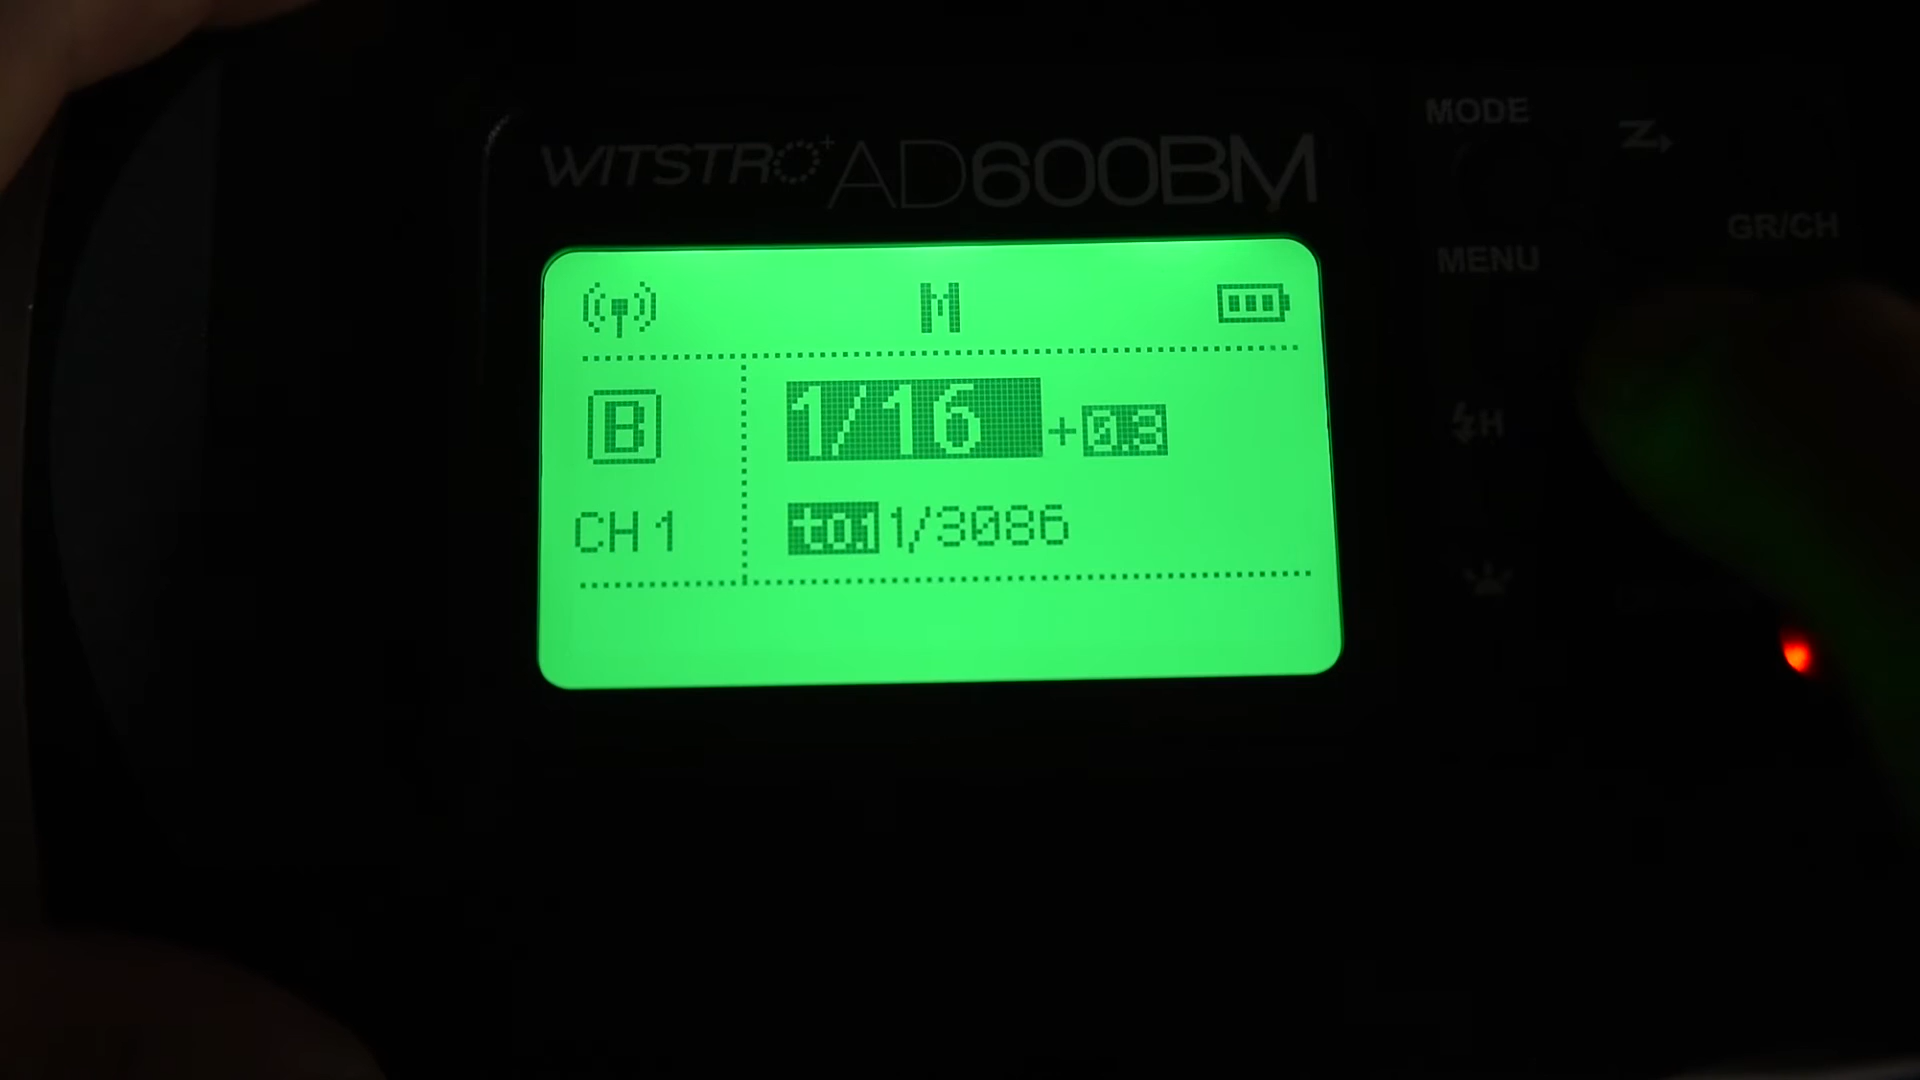 WITSTRO+ AD600BM
MODE
GR/CH
MENU
M
B
1/16 +0.3
H
CH 1
t0.1 1/3086